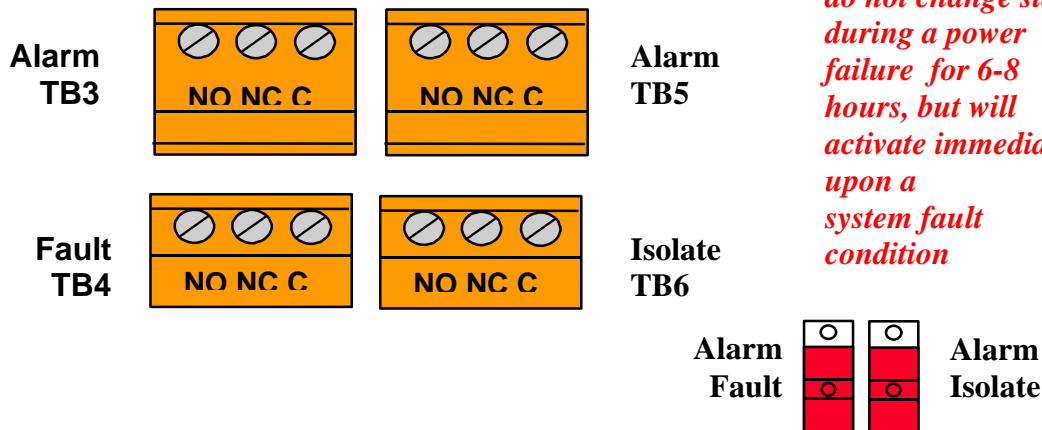 Alarm
TB3
NO NC C
NO NC C
Alarm
TB5
during a power
failure for 6-8
hours, but will
activate
upon a
system fault
condition
Fault
TB4
NO NC C
NO NC C
Isolate
TB6
Alarm
Fault
Alarm
Isolate